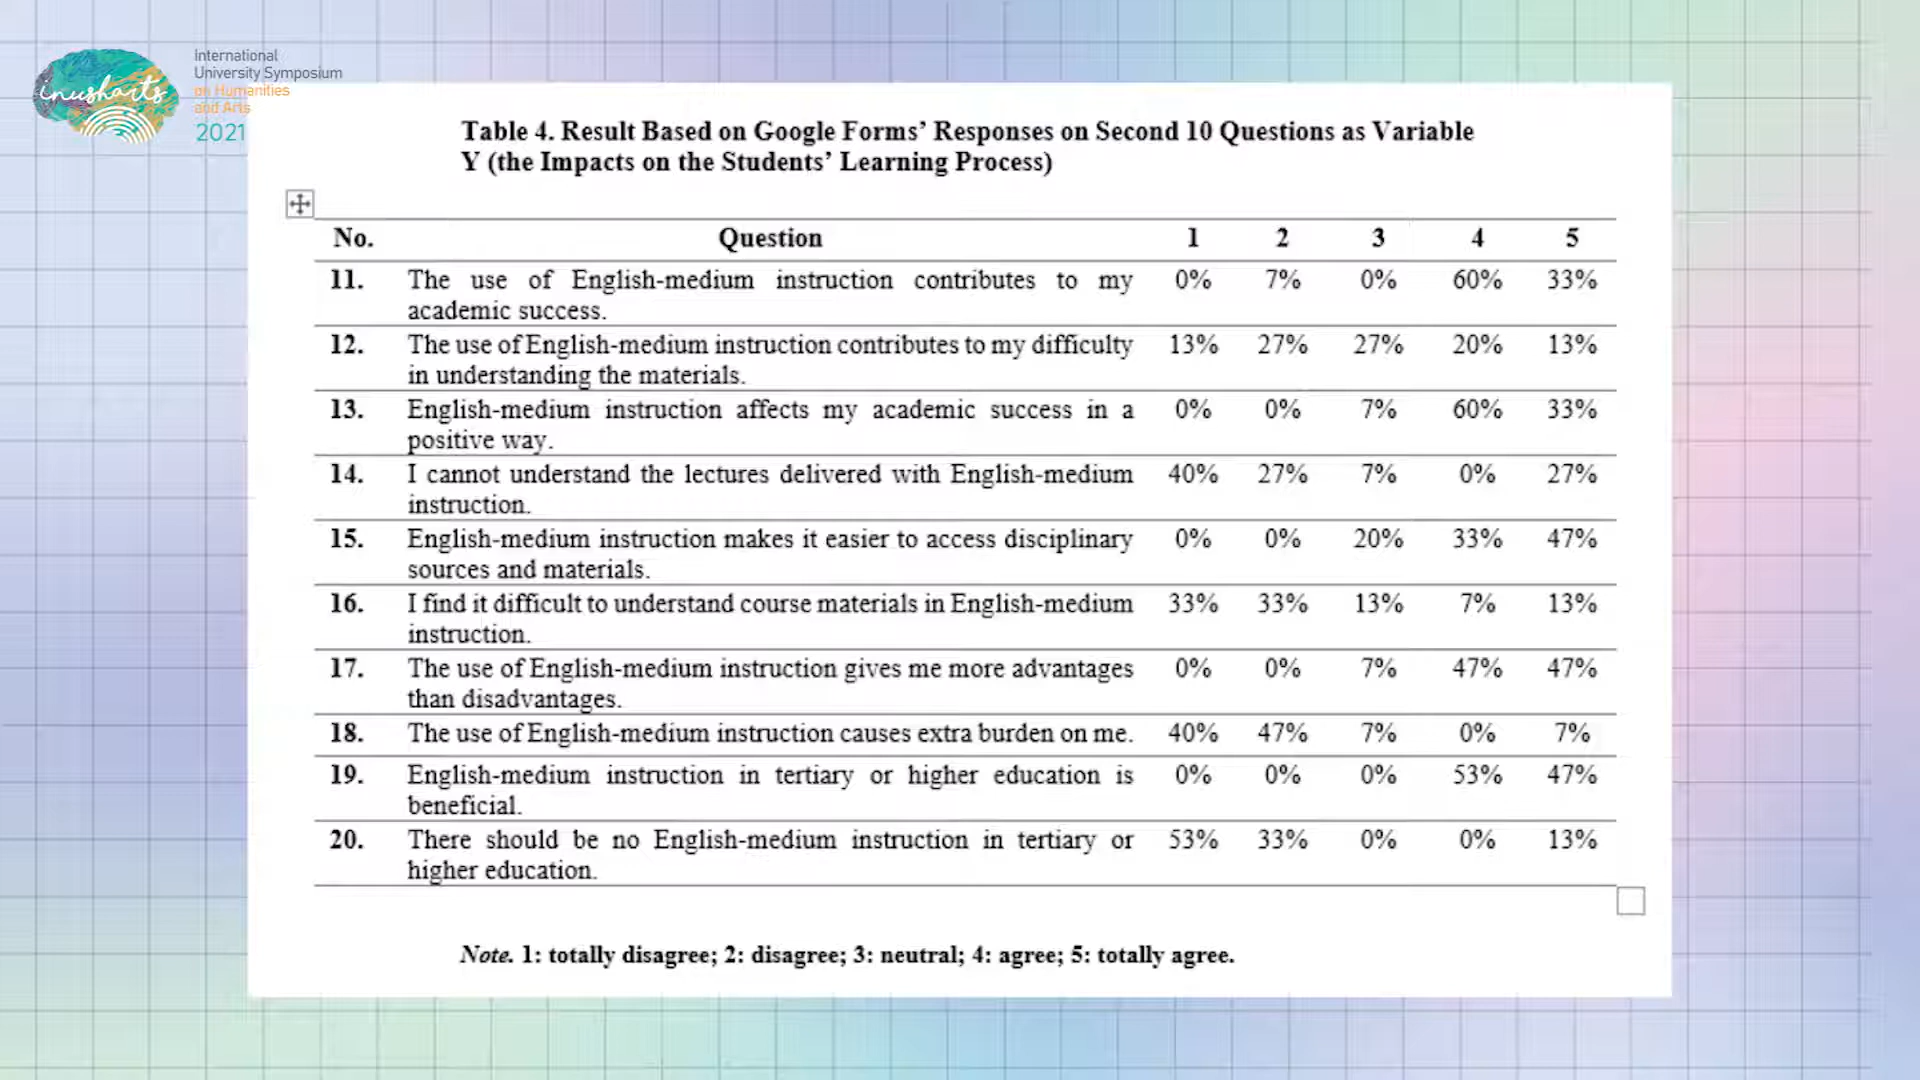 inusharts
International
University Symposium
on Humanities
and Arts
2021
Table 4. Result Based on Google Forms’ Responses on Second 10 Questions as Variable
Y (the Impacts on the Students’ Learning Process)
No. Question 1 2 3 4 5
11. The use of English-medium instruction contributes to my 0% 7% 0% 60% 33%
academic success.
12. The use of English-medium instruction contributes to my difficulty 13% 27% 27% 20% 13%
in understanding the materials.
13. English-medium instruction affects my academic success in a 0% 0% 7% 60% 33%
positive way.
14. I cannot understand the lectures delivered with English-medium 40% 27% 7% 0% 27%
instruction.
15. English-medium instruction makes it easier to access disciplinary 0% 0% 20% 33% 47%
sources and materials.
16. I find it difficult to understand course materials in English-medium 33% 33% 13% 7% 13%
instruction.
17. The use of English-medium instruction gives me more advantages 0% 0% 7% 47% 47%
than disadvantages.
18. The use of English-medium instruction causes extra burden on me. 40% 47% 7% 0% 7%
19. English-medium instruction in tertiary or higher education is 0% 0% 0% 53% 47%
beneficial.
20. There should be no English-medium instruction in tertiary or 53% 33% 0% 0% 13%
higher education.
Note. 1: totally disagree; 2: disagree; 3: neutral; 4: agree; 5: totally agree.